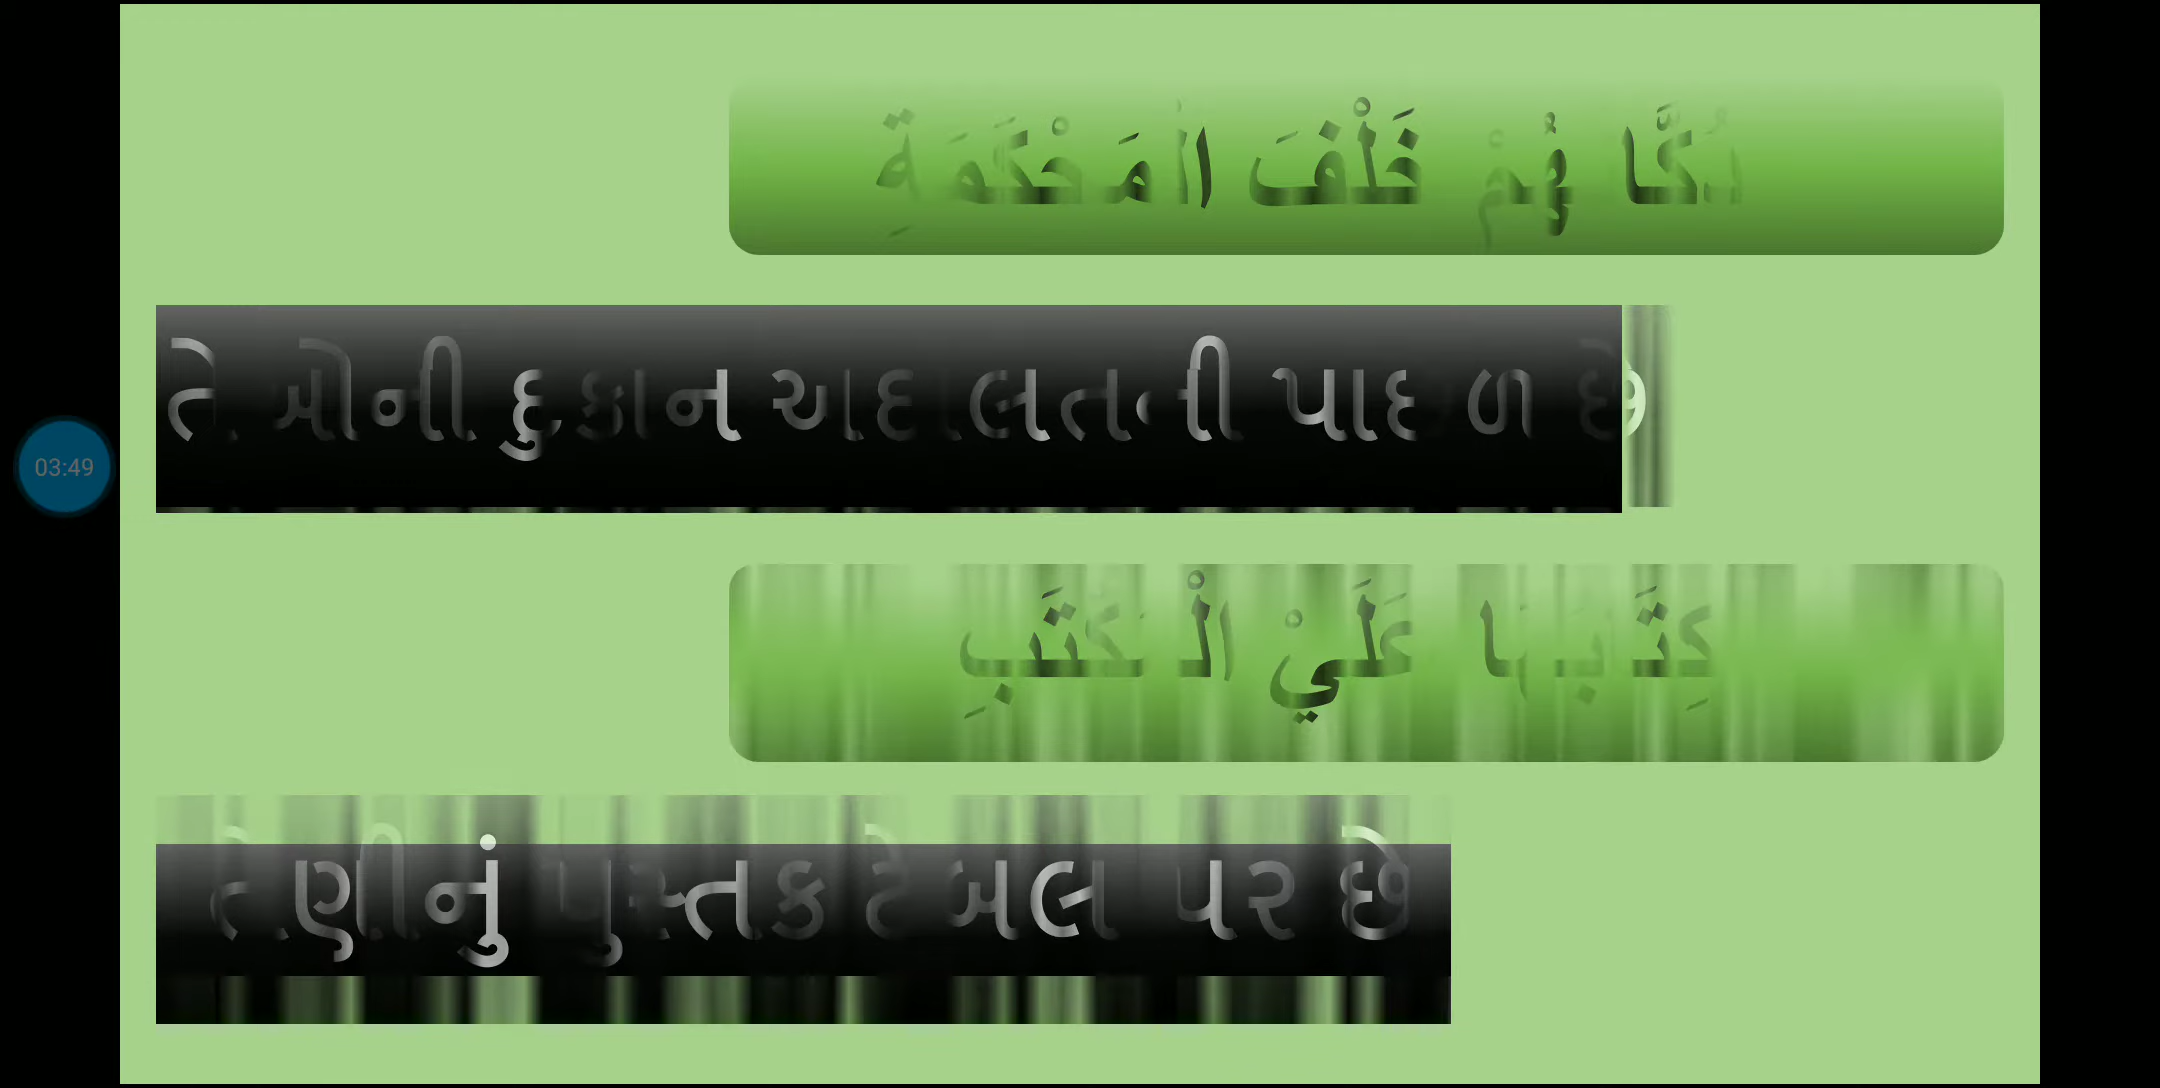 دُكَّانُهُمْ خَلْفَ الْمَحْكَمَةِ
તેઓની દુકાન અદાલતની પાછળ છે
03:49
كِتَابُهَا عَلَيْ الْمَكْتَبِ
તેણીનું પુસ્તક ટેબલ પર છે